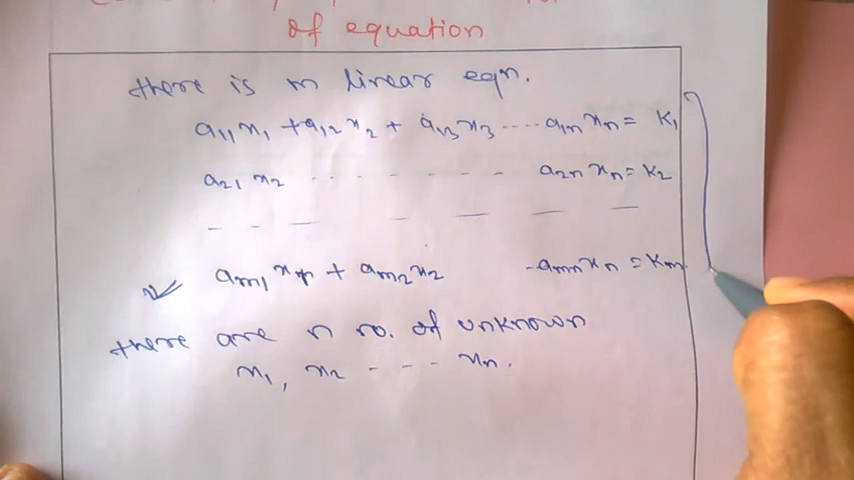 of equation
there is m linear eqn.
a₁₁x₁ + a₁₂x₂ + a₁₃x₃ .... a₁ₙxₙ = k₁
a₂₁x₂ ........ a₂ₙxₙ = k₂
_ _ _ _ _ _ _
aₘ₁x₁ + aₘ₂x₂ - aₘₙxₙ = kₘ
there are n no. of unknown
x₁, x₂ - - - xₙ.